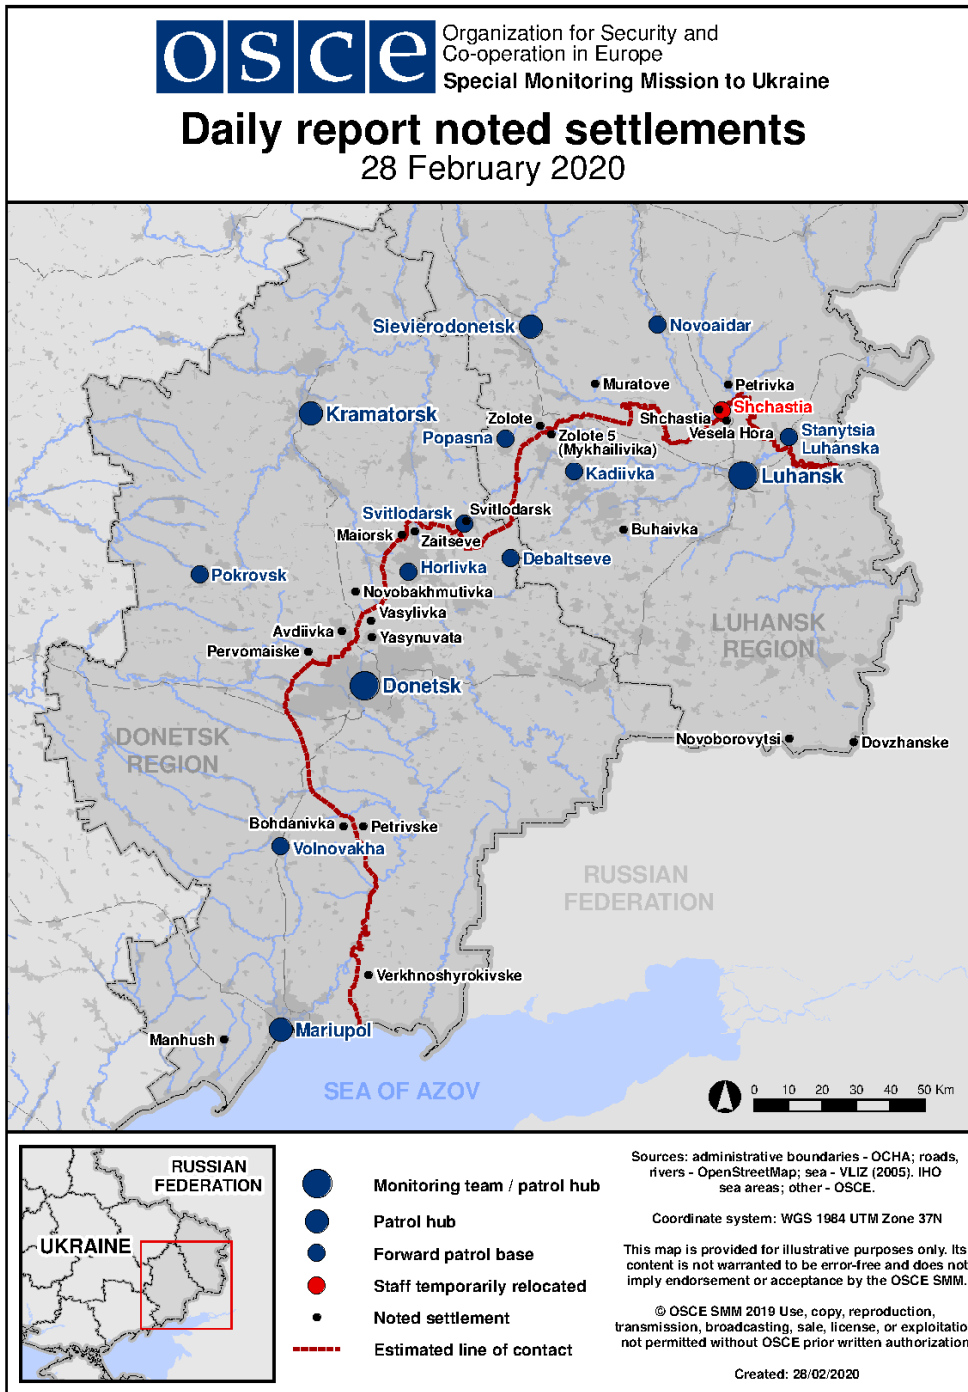 osce
Organization for Security and
Co-operation in Europe
Special Monitoring Mission to Ukraine
Daily report noted settlements
28 February 2020
Sievierodonetsk
Novoaidar
Muratove
Petrivka
Kramatorsk
Shchastia
Zolote
Shchastia
Popasna
Zolote 5
(Mykhailivika)
Vesela Hora
Stanytsia
Luhanska
Kadiivka
Luhansk
Svitlodarsk
Svitlodarsk
Maiorsk
Zaitseve
Buhaivka
Debaltseve
Horlivka
Pokrovsk
Novobakhmutivka
Vasylivka
Avdiivka
Yasynuvata
Pervomaiske
LUHANSK
REGION
Donetsk
DONETSK
REGION
Novoborovytsi
Dovzhanske
Bohdanivka
Petrivske
Volnovakha
RUSSIAN
FEDERATION
Verkhnoshyrokivske
Mariupol
Manhush
SEA OF AZOV
0 10 20 30 40 50 Km
RUSSIAN
FEDERATION
UKRAINE
Monitoring team / patrol hub
Patrol hub
Forward patrol base
Staff temporarily relocated
Noted settlement
Estimated line of contact
Sources: administrative boundaries - OCHA; roads,
rivers - OpenStreetMap; sea - VLIZ (2005). IHO
sea areas; other - OSCE.
Coordinate system: WGS 1984 UTM Zone 37N
This map is provided for illustrative purposes only. Its
content is not warranted to be error-free and does not
imply endorsement or acceptance by the OSCE SMM.
© OSCE SMM 2019 Use, copy, reproduction,
transmission, broadcasting, sale, license, or exploitatio
not permitted without OSCE prior written authorization
Created: 28/02/2020